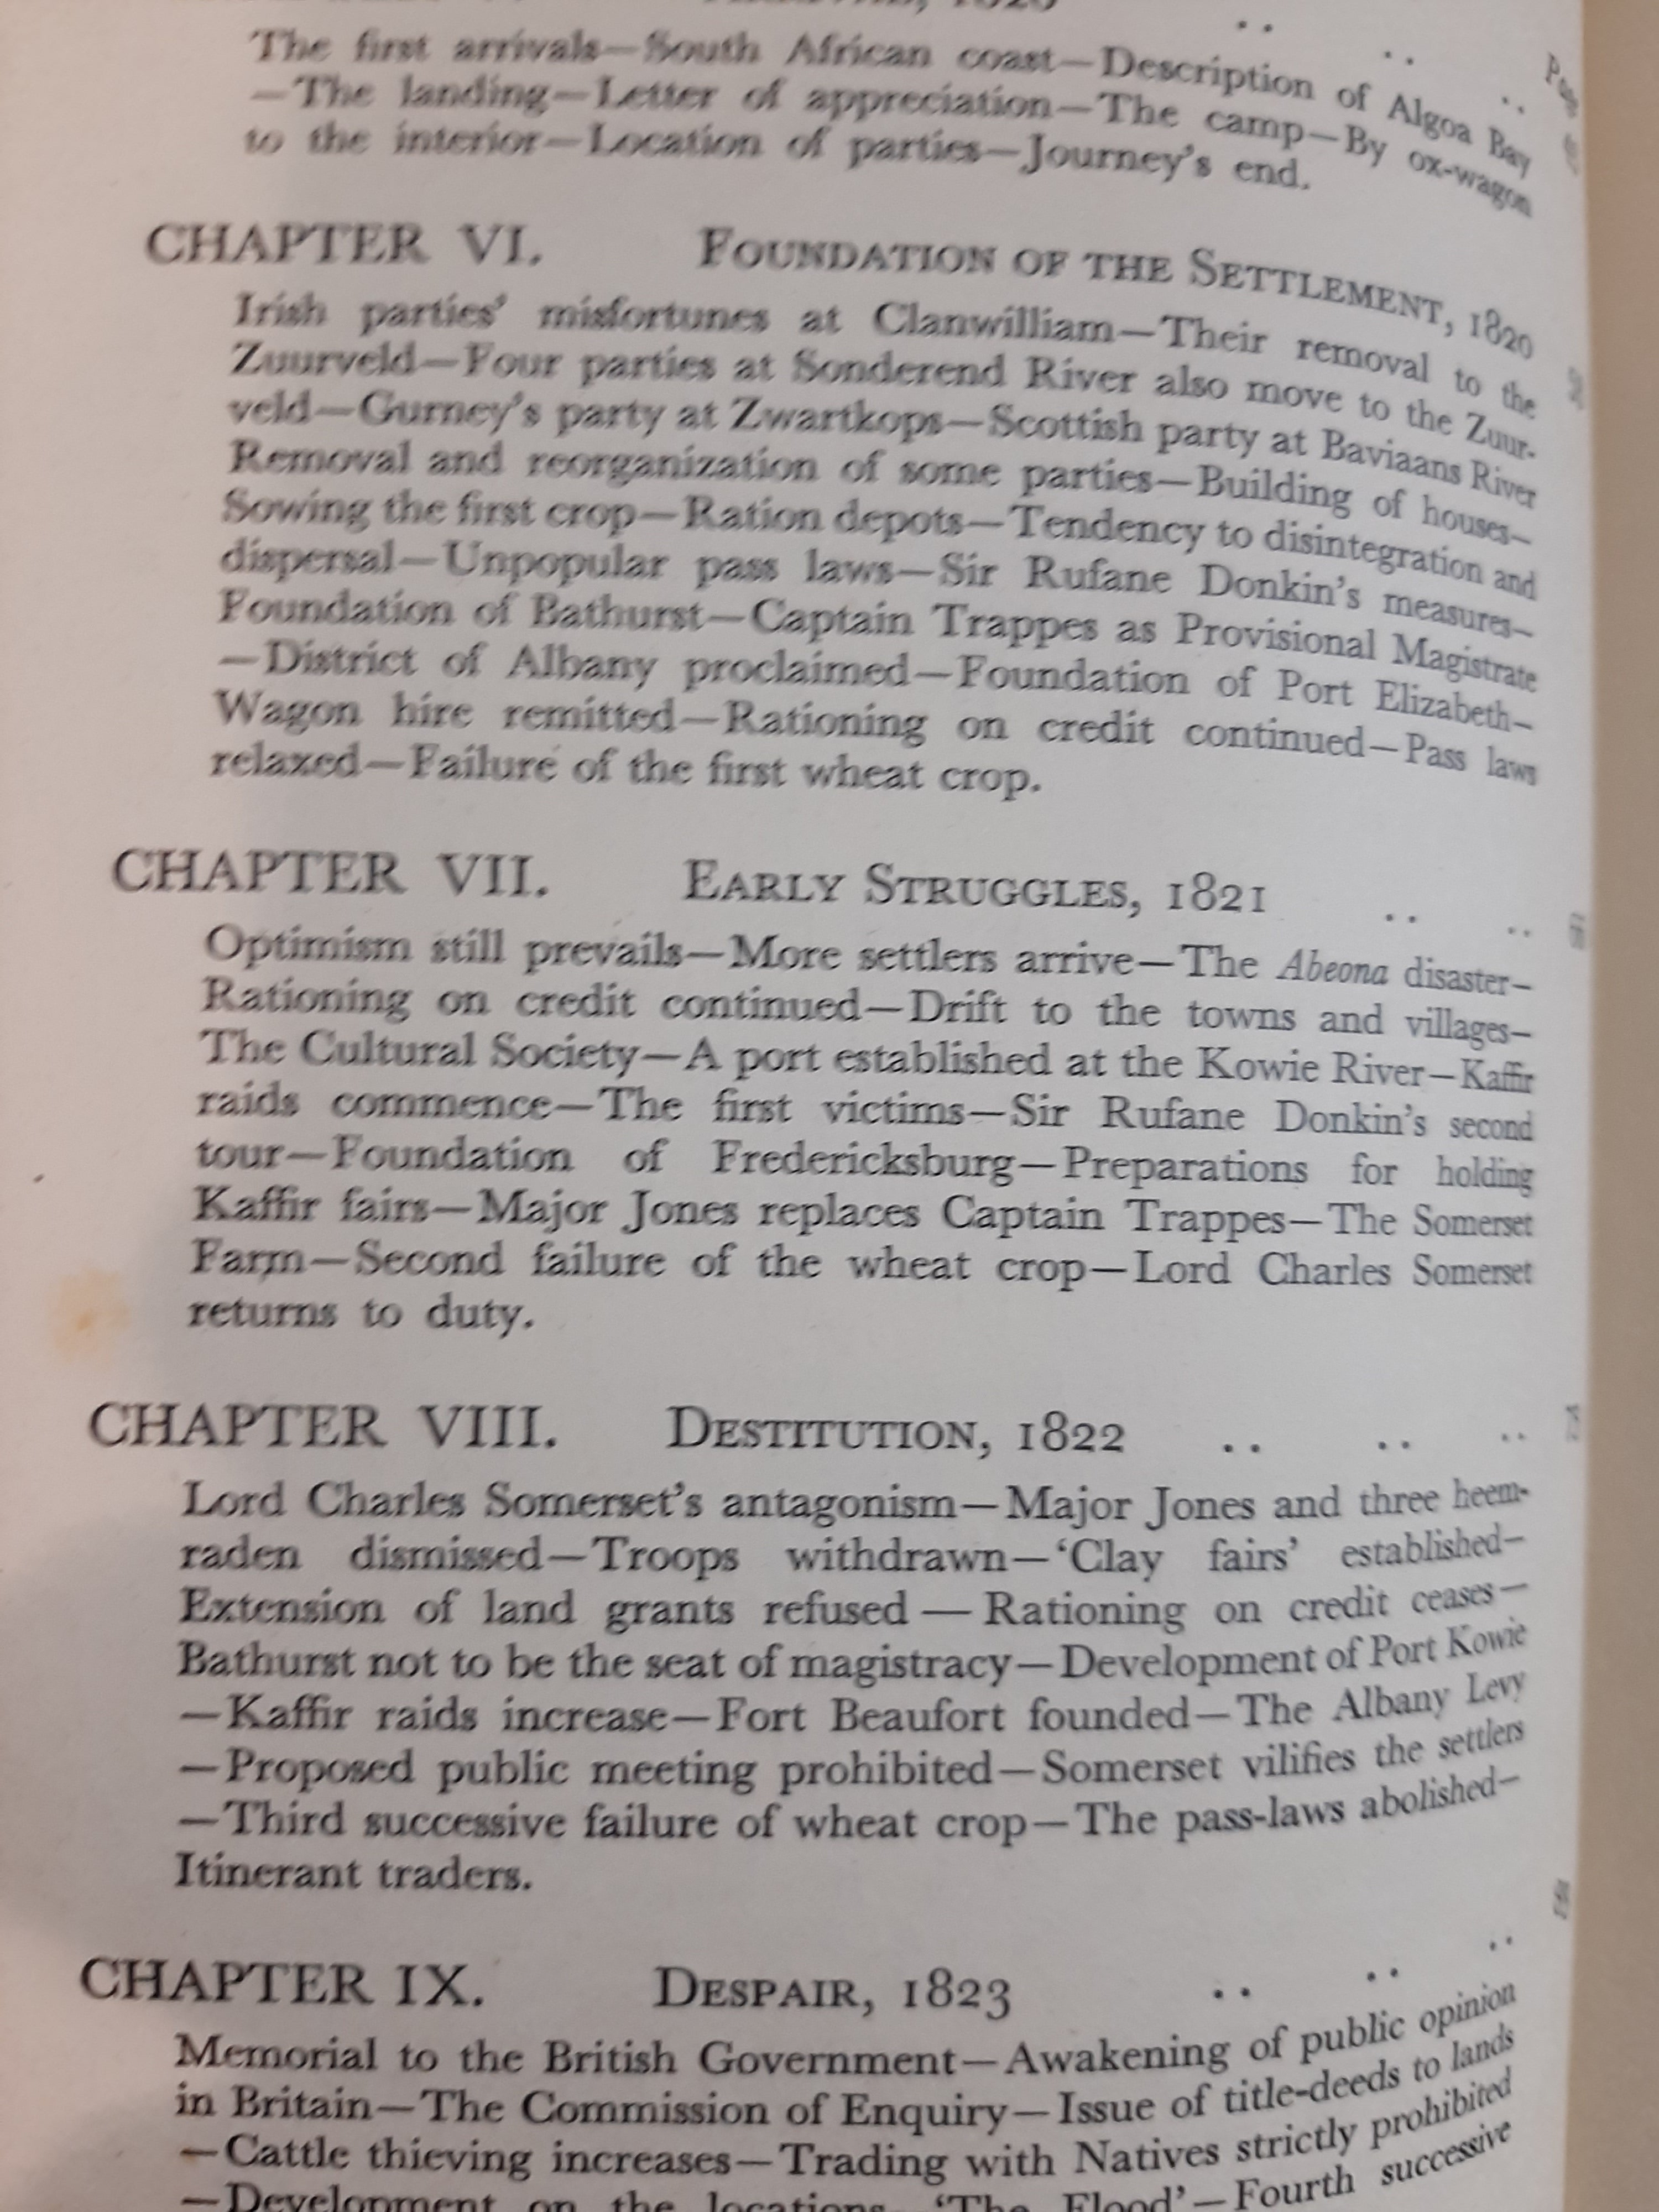 The first arrivals—South African coast—Description of Algoa Bay
—The landing—Letter of appreciation—The camp—By ox-wagon
to the interior—Location of parties—Journey's end.
CHAPTER VI. FOUNDATION OF THE SETTLEMENT, 1820
Irish parties' misfortunes at Clanwilliam—Their removal to the
Zuurveld—Four parties at Sonderend River also move to the Zuur-
veld—Gurney's party at Zwartkops—Scottish party at Baviaans River
Removal and reorganization of some parties—Building of houses—
Sowing the first crop—Ration depots—Tendency to disintegration and
dispersal—Unpopular pass laws—Sir Rufane Donkin's measures—
Foundation of Bathurst—Captain Trappes as Provisional Magistrate
—District of Albany proclaimed—Foundation of Port Elizabeth—
Wagon hire remitted—Rationing on credit continued—Pass laws
relaxed—Failure of the first wheat crop.
CHAPTER VII. EARLY STRUGGLES, 1821 .. ..
Optimism still prevails—More settlers arrive—The Abeona disaster—
Rationing on credit continued—Drift to the towns and villages—
The Cultural Society—A port established at the Kowie River—Kaffir
raids commence—The first victims—Sir Rufane Donkin's second
tour—Foundation of Fredericksburg—Preparations for holding
Kaffir fairs—Major Jones replaces Captain Trappes—The Somerset
Farm—Second failure of the wheat crop—Lord Charles Somerset
returns to duty.
CHAPTER VIII. DESTITUTION, 1822 .. .. ..
Lord Charles Somerset's antagonism—Major Jones and three heem-
raden dismissed—Troops withdrawn—'Clay fairs' established—
Extension of land grants refused — Rationing on credit ceases—
Bathurst not to be the seat of magistracy—Development of Port Kowie
—Kaffir raids increase—Fort Beaufort founded—The Albany Levy
—Proposed public meeting prohibited—Somerset vilifies the settlers
—Third successive failure of wheat crop—The pass-laws abolished—
Itinerant traders.
CHAPTER IX. DESPAIR, 1823 .. .. ..
Memorial to the British Government—Awakening of public opinion
in Britain—The Commission of Enquiry—Issue of title-deeds to lands
—Cattle thieving increases—Trading with Natives strictly prohibited
—Development on the locations—'The Flood'—Fourth successive